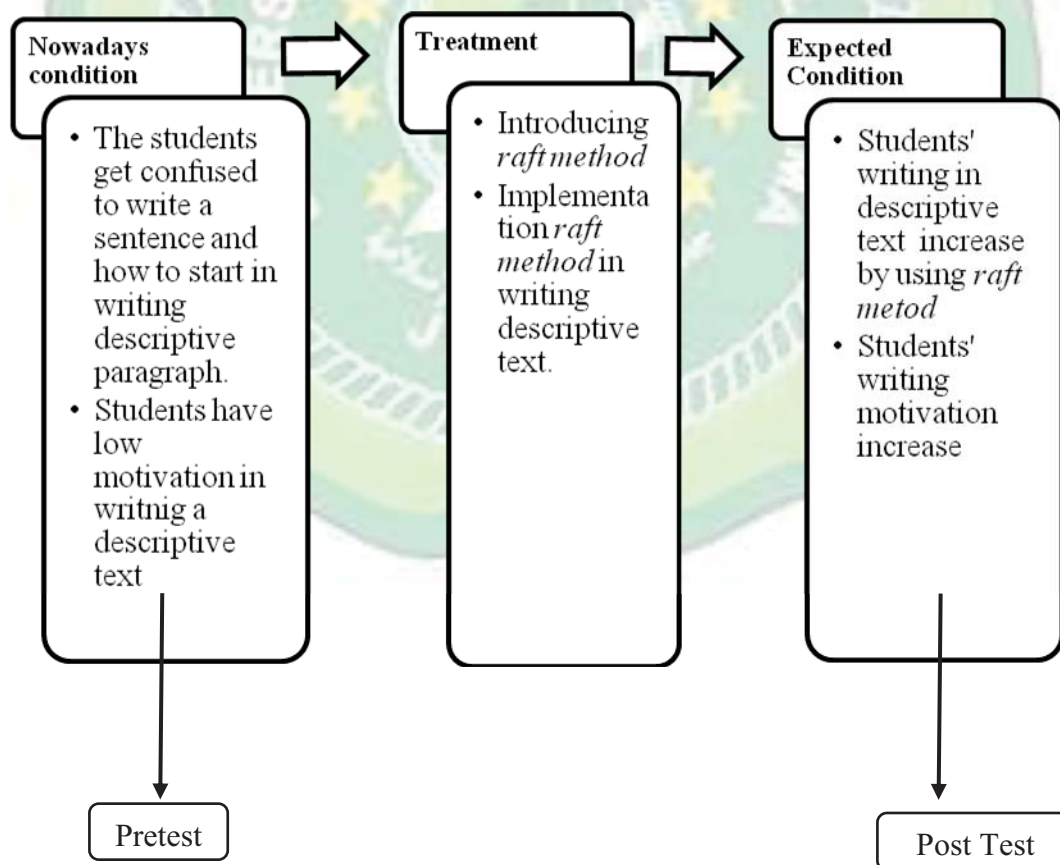 Nowadays
condition
• The students
get confused
to write a
sentence and
how to start in
writing
descriptive
paragraph.
• Students have
low
motivation in
writnig a
descriptive
text
Treatment
• Introducing
raft method
• Implementa
tion raft
method in
writing
descriptive
text.
Expected
Condition
• Students'
writing in
descriptive
text increase
by using raft
metod
• Students'
writing
motivation
increase
Pretest
Post Test